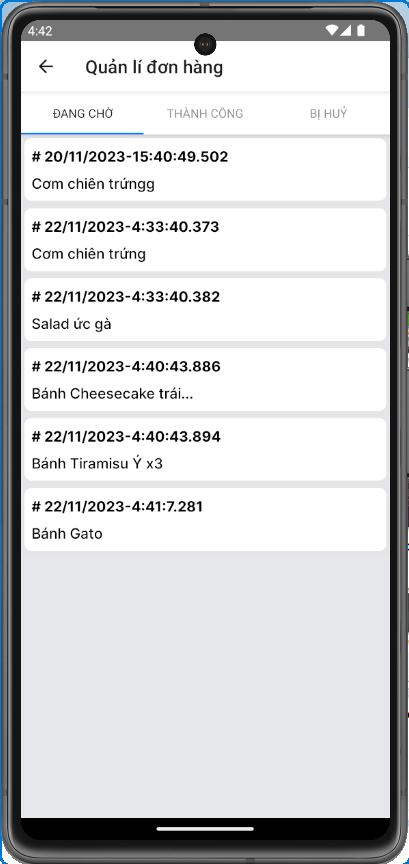 4:42
Quản lí đơn hàng
ĐANG CHỜ THÀNH CÔNG BỊ HUỶ
# 20/11/2023-15:40:49.502
Cơm chiên trứngg
# 22/11/2023-4:33:40.373
Cơm chiên trứng
# 22/11/2023-4:33:40.382
Salad ức gà
# 22/11/2023-4:40:43.886
Bánh Cheesecake trái...
# 22/11/2023-4:40:43.894
Bánh Tiramisu Ý x3
# 22/11/2023-4:41:7.281
Bánh Gato